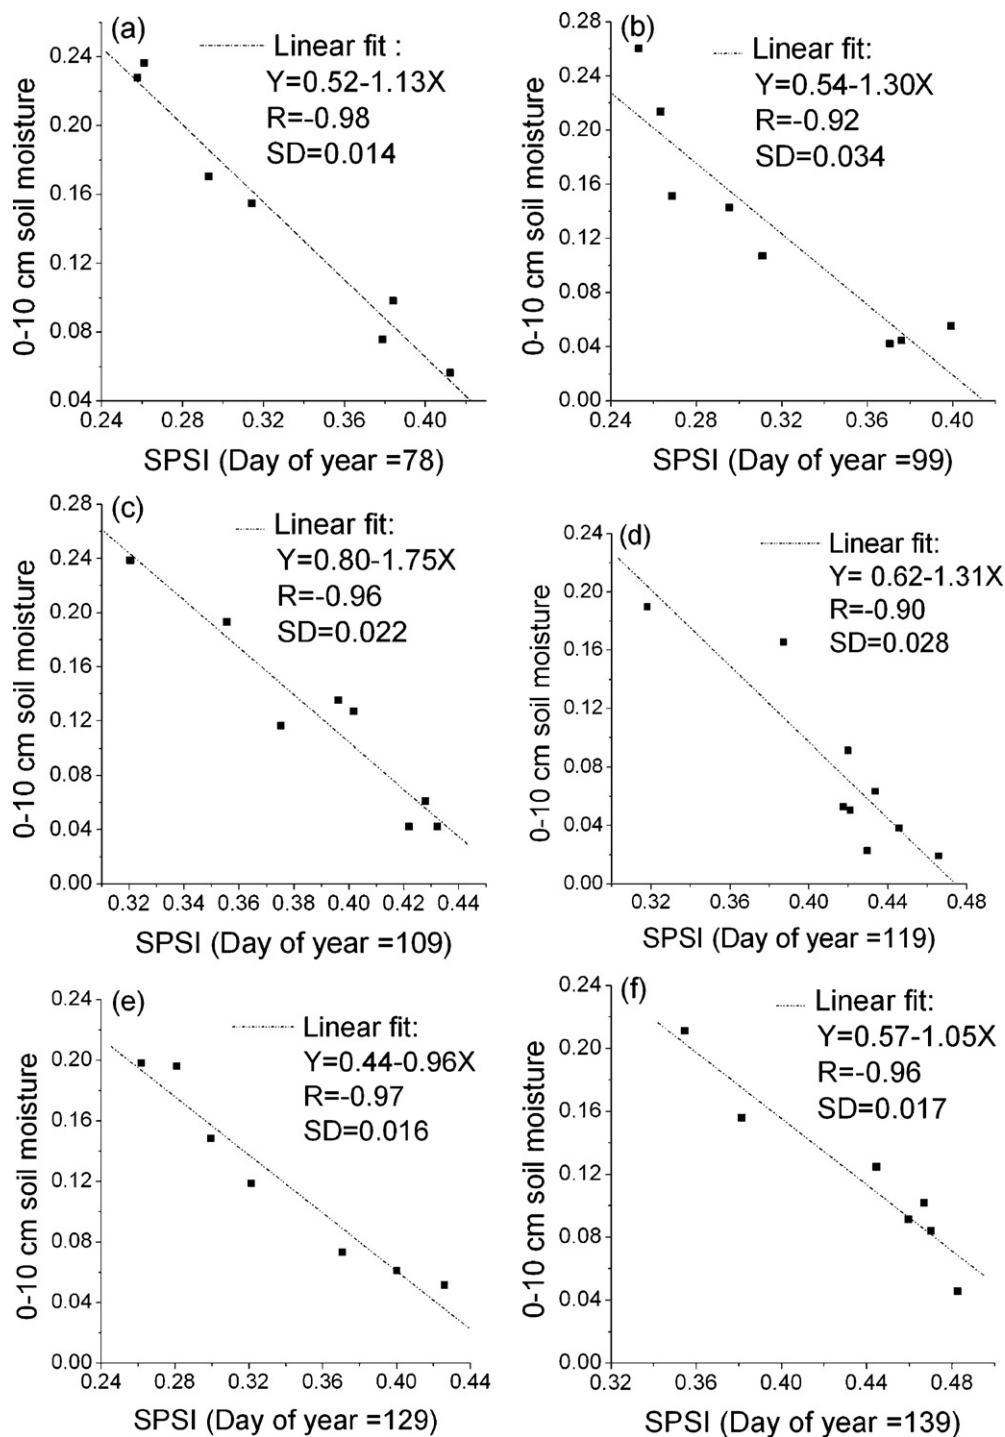 (a)
Linear fit :
Y=0.52-1.13X
R=-0.98
SD=0.014
0.24
0.20
0.16
0.12
0.08
0.04
0-10 cm soil moisture
0.24 0.28 0.32 0.36 0.40
SPSI (Day of year =78)
(b)
Linear fit:
Y=0.54-1.30X
R=-0.92
SD=0.034
0.28
0.24
0.20
0.16
0.12
0.08
0.04
0.00
0-10 cm soil moisture
0.24 0.28 0.32 0.36 0.40
SPSI (Day of year =99)
(c)
Linear fit:
Y=0.80-1.75X
R=-0.96
SD=0.022
0.28
0.24
0.20
0.16
0.12
0.08
0.04
0.00
0-10 cm soil moisture
0.32 0.34 0.36 0.38 0.40 0.42 0.44
SPSI (Day of year =109)
(d)
Linear fit:
Y= 0.62-1.31X
R=-0.90
SD=0.028
0.24
0.20
0.16
0.12
0.08
0.04
0.00
0-10 cm soil moisture
0.32 0.36 0.40 0.44 0.48
SPSI (Day of year =119)
(e)
Linear fit:
Y=0.44-0.96X
R=-0.97
SD=0.016
0.24
0.20
0.16
0.12
0.08
0.04
0.00
0-10 cm soil moisture
0.24 0.28 0.32 0.36 0.40 0.44
SPSI (Day of year =129)
(f)
Linear fit:
Y=0.57-1.05X
R=-0.96
SD=0.017
0.24
0.20
0.16
0.12
0.08
0.04
0.00
0-10 cm soil moisture
0.32 0.36 0.40 0.44 0.48
SPSI (Day of year =139)